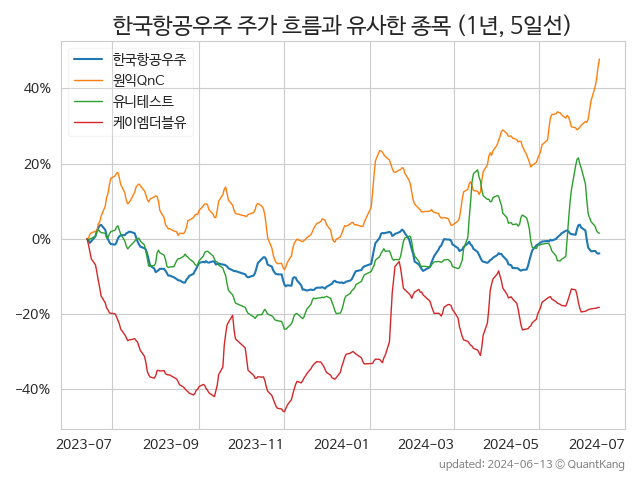 한국항공우주 주가 흐름과 유사한 종목 (1년, 5일선)
한국항공우주
원익QnC
유니테스트
케이엠더블유
40%
20%
0%
−20%
−40%
2023-07 2023-09 2023-11 2024-01 2024-03 2024-05 2024-07
updated: 2024-06-13 © QuantKang